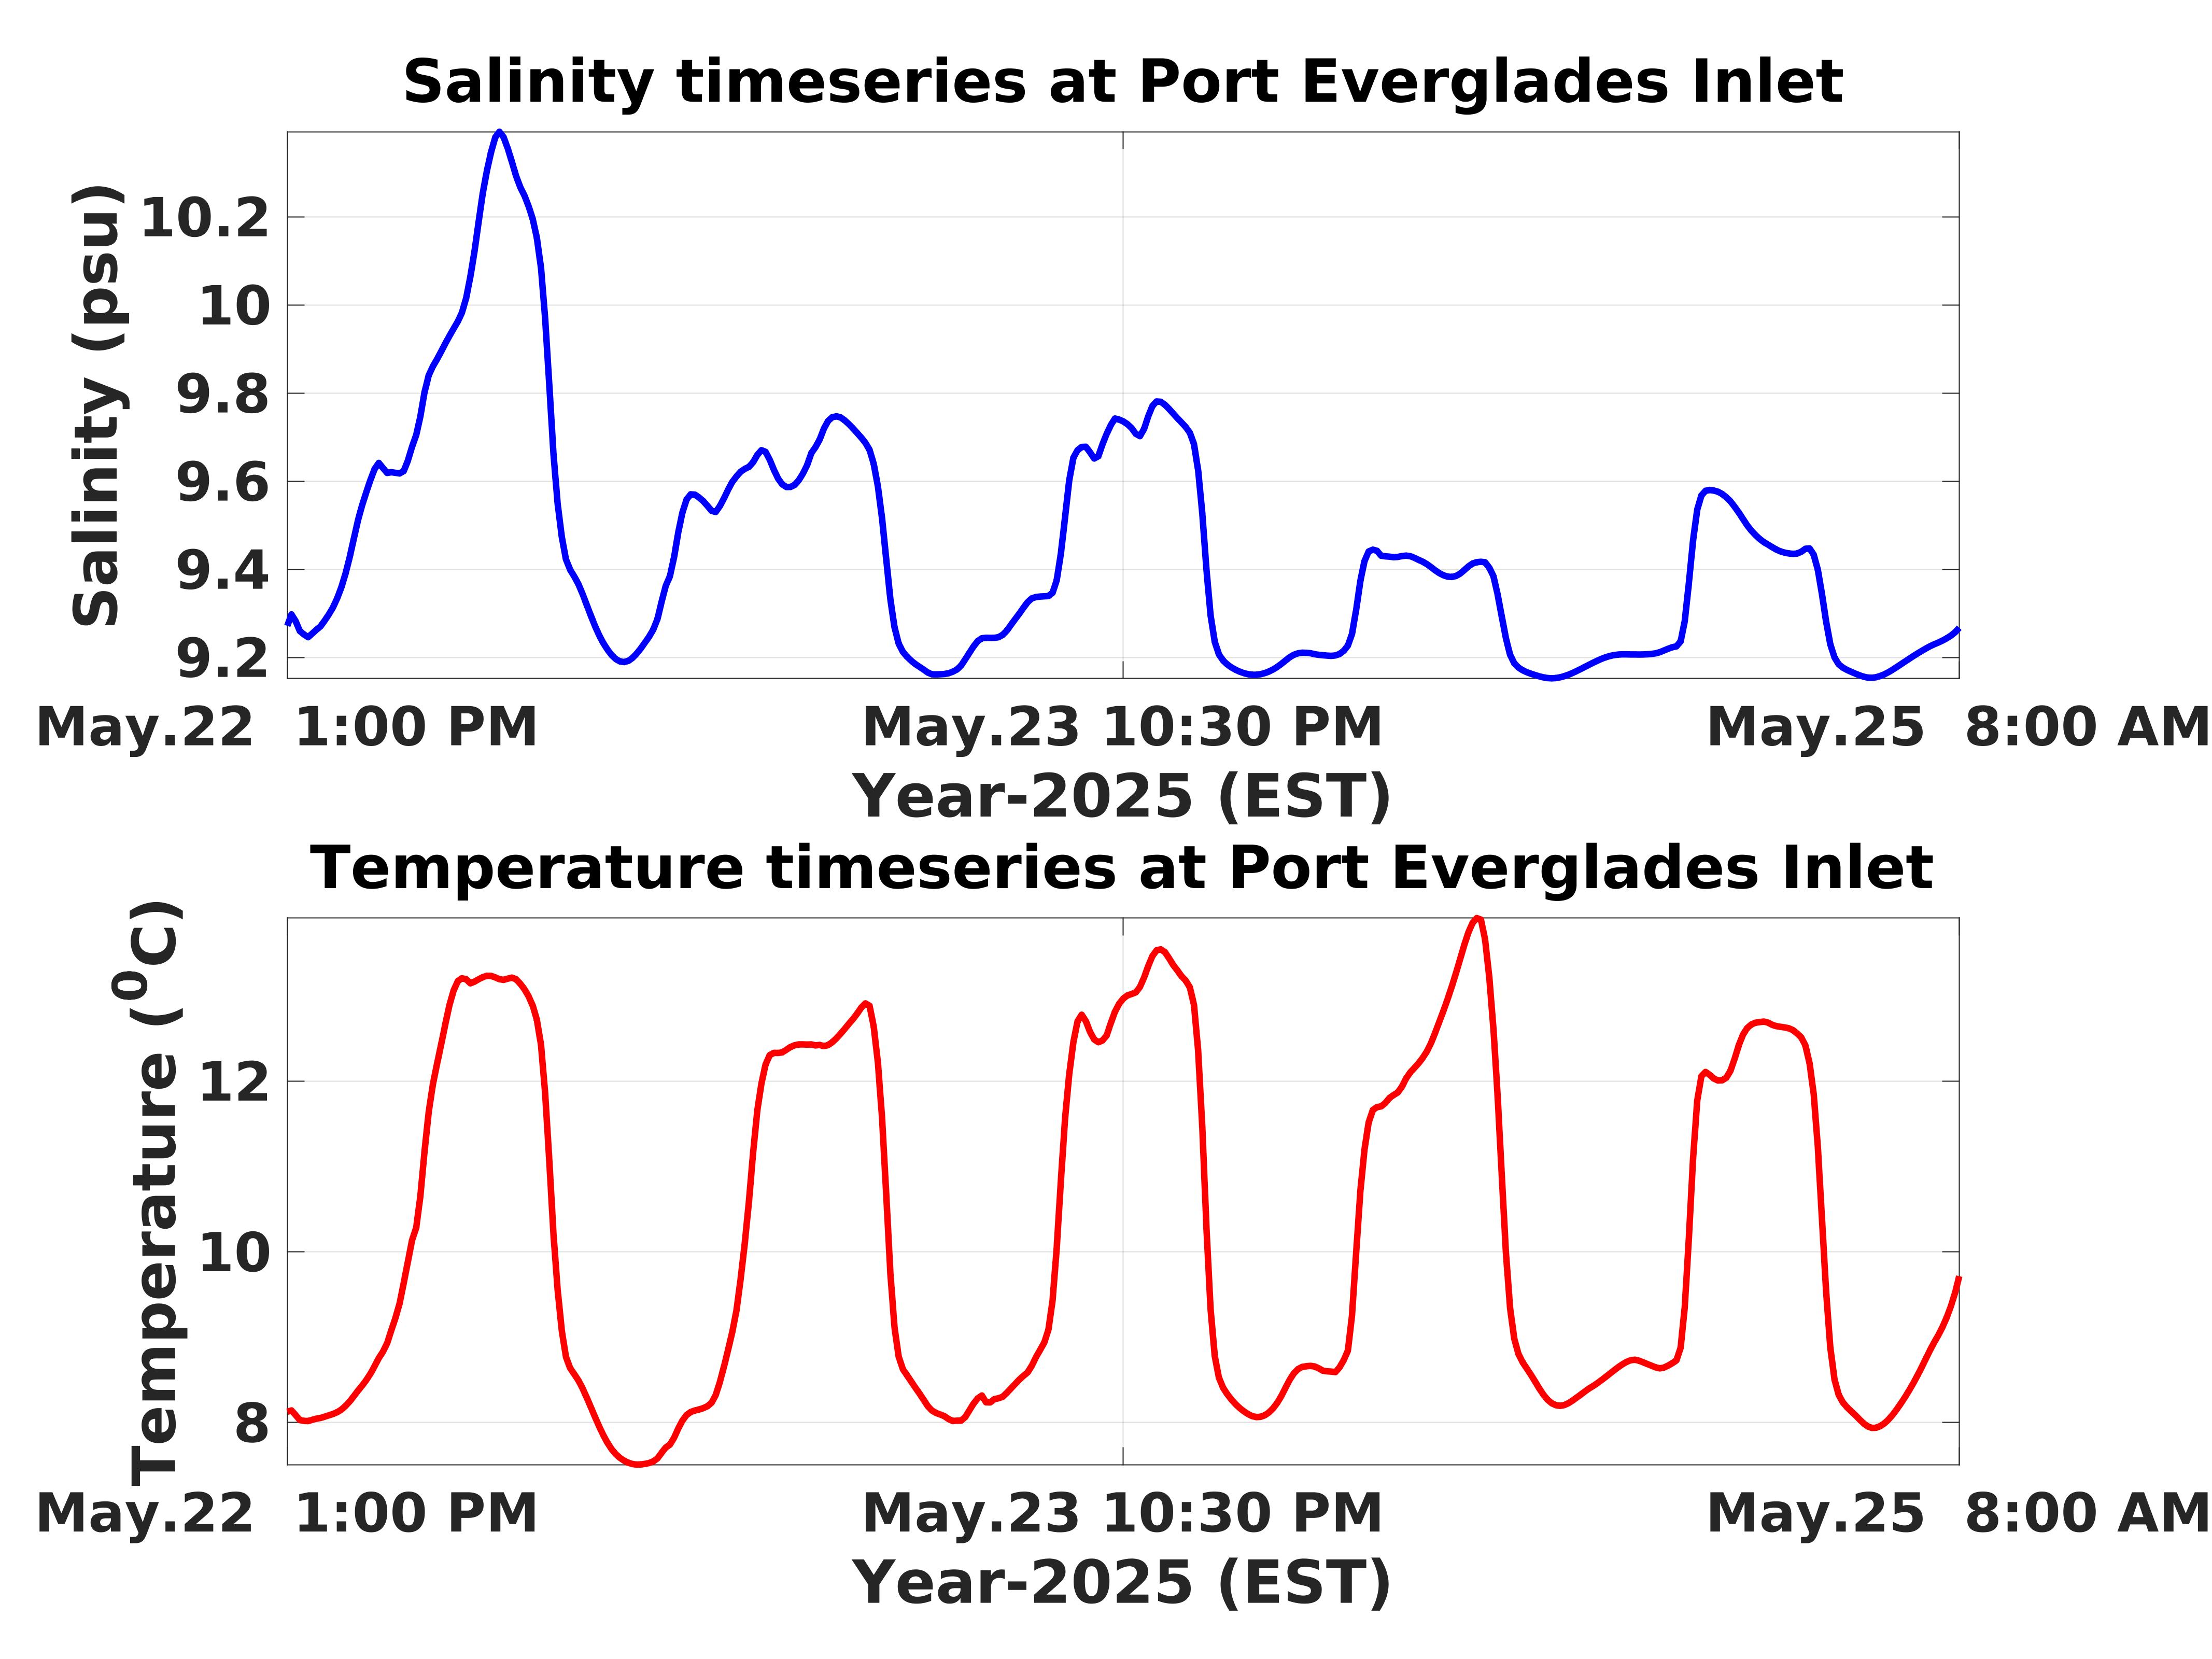 Salinity timeseries at Port Everglades Inlet
Salinity (psu)
10.2
10
9.8
9.6
9.4
9.2
May.22 1:00 PM May.23 10:30 PM May.25 8:00 AM
Year-2025 (EST)
Temperature timeseries at Port Everglades Inlet
Temperature (⁰C)
12
10
8
May.22 1:00 PM May.23 10:30 PM May.25 8:00 AM
Year-2025 (EST)